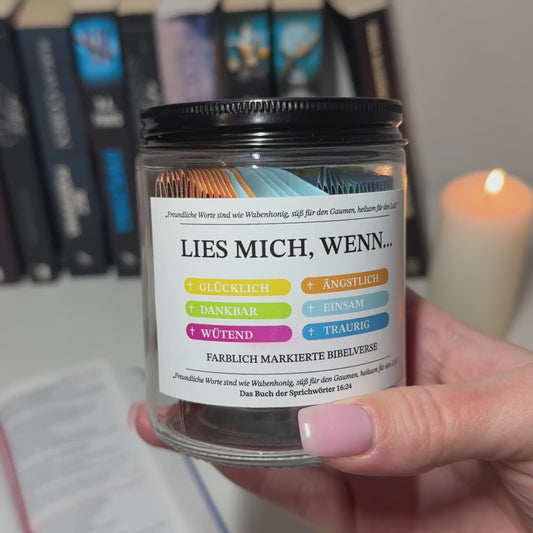 „Freundliche Worte sind wie Wabenhonig, süß für den Gaumen, heilsam für den Leib."
LIES MICH, WENN...
GLÜCKLICH
ÄNGSTLICH
DANKBAR
EINSAM
WÜTEND
TRAURIG
FARBLICH MARKIERTE BIBELVERSE
„Freundliche Worte sind wie Wabenhonig, süß für den Gaumen, heilsam für den Leib."
Das Buch der Sprichwörter 16:24